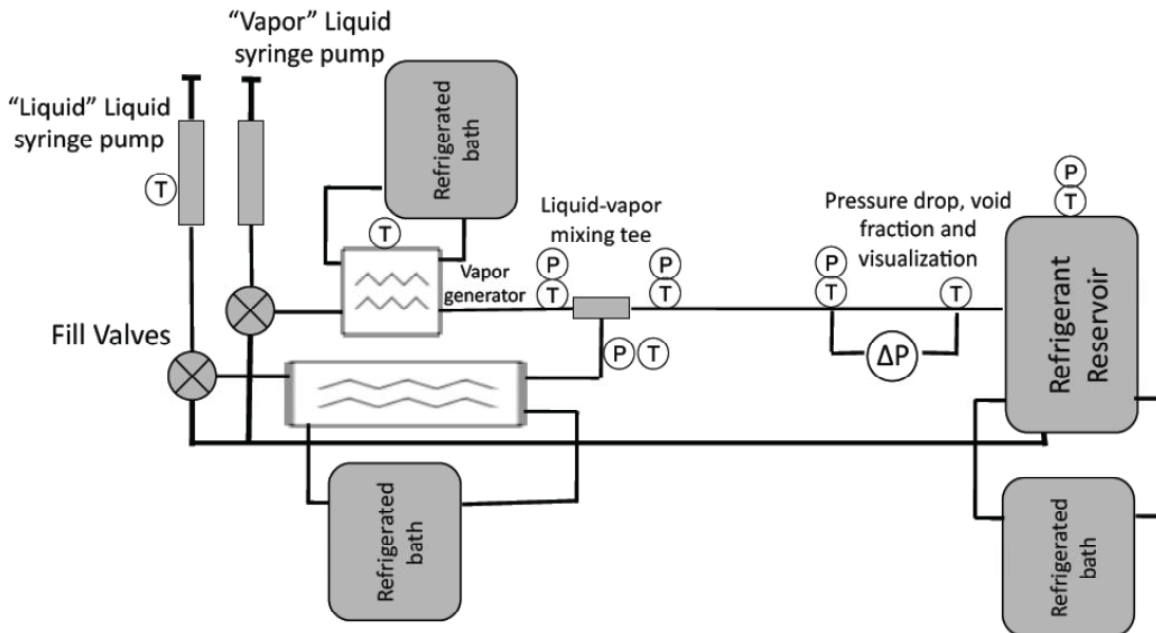 “Vapor” Liquid
syringe pump
“Liquid” Liquid
syringe pump
T
Refrigerated
bath
T
Vapor
generator
Liquid-vapor
mixing tee
P
T
P
T
P T
Pressure drop, void
fraction and
visualization
P
T
T
ΔP
P
T
Refrigerant
Reservoir
Fill Valves
Refrigerated
bath
Refrigerated
bath